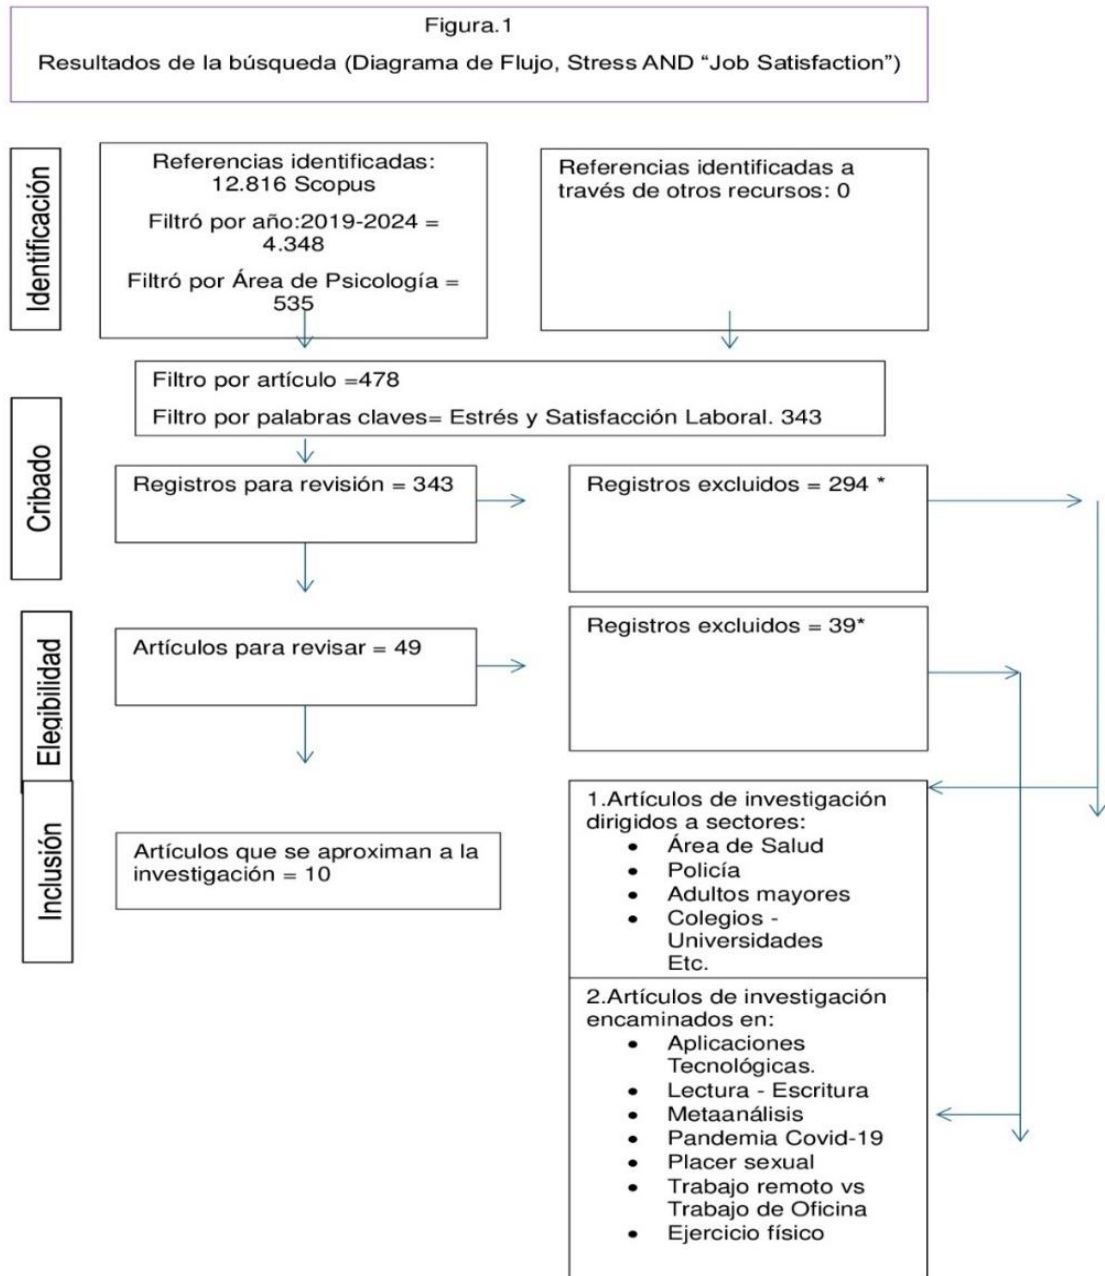 Figura.1
Resultados de la búsqueda (Diagrama de Flujo, Stress AND “Job Satisfaction”)
Identificación
Referencias identificadas:
12.816 Scopus
Filtró por año:2019-2024 =
4.348
Filtró por Área de Psicología =
535
Referencias identificadas a
través de otros recursos: 0
Cribado
Filtro por artículo =478
Filtro por palabras claves= Estrés y Satisfacción Laboral. 343
Registros para revisión = 343
Registros excluidos = 294 *
Elegibilidad
Artículos para revisar = 49
Registros excluidos = 39*
Inclusión
Artículos que se aproximan a la
investigación = 10
1.Artículos de investigación
dirigidos a sectores:
• Área de Salud
• Policía
• Adultos mayores
• Colegios -
Universidades
Etc.
2.Artículos de investigación
encaminados en:
• Aplicaciones
Tecnológicas.
• Lectura - Escritura
• Metaanálisis
• Pandemia Covid-19
• Placer sexual
• Trabajo remoto vs
Trabajo de Oficina
• Ejercicio físico